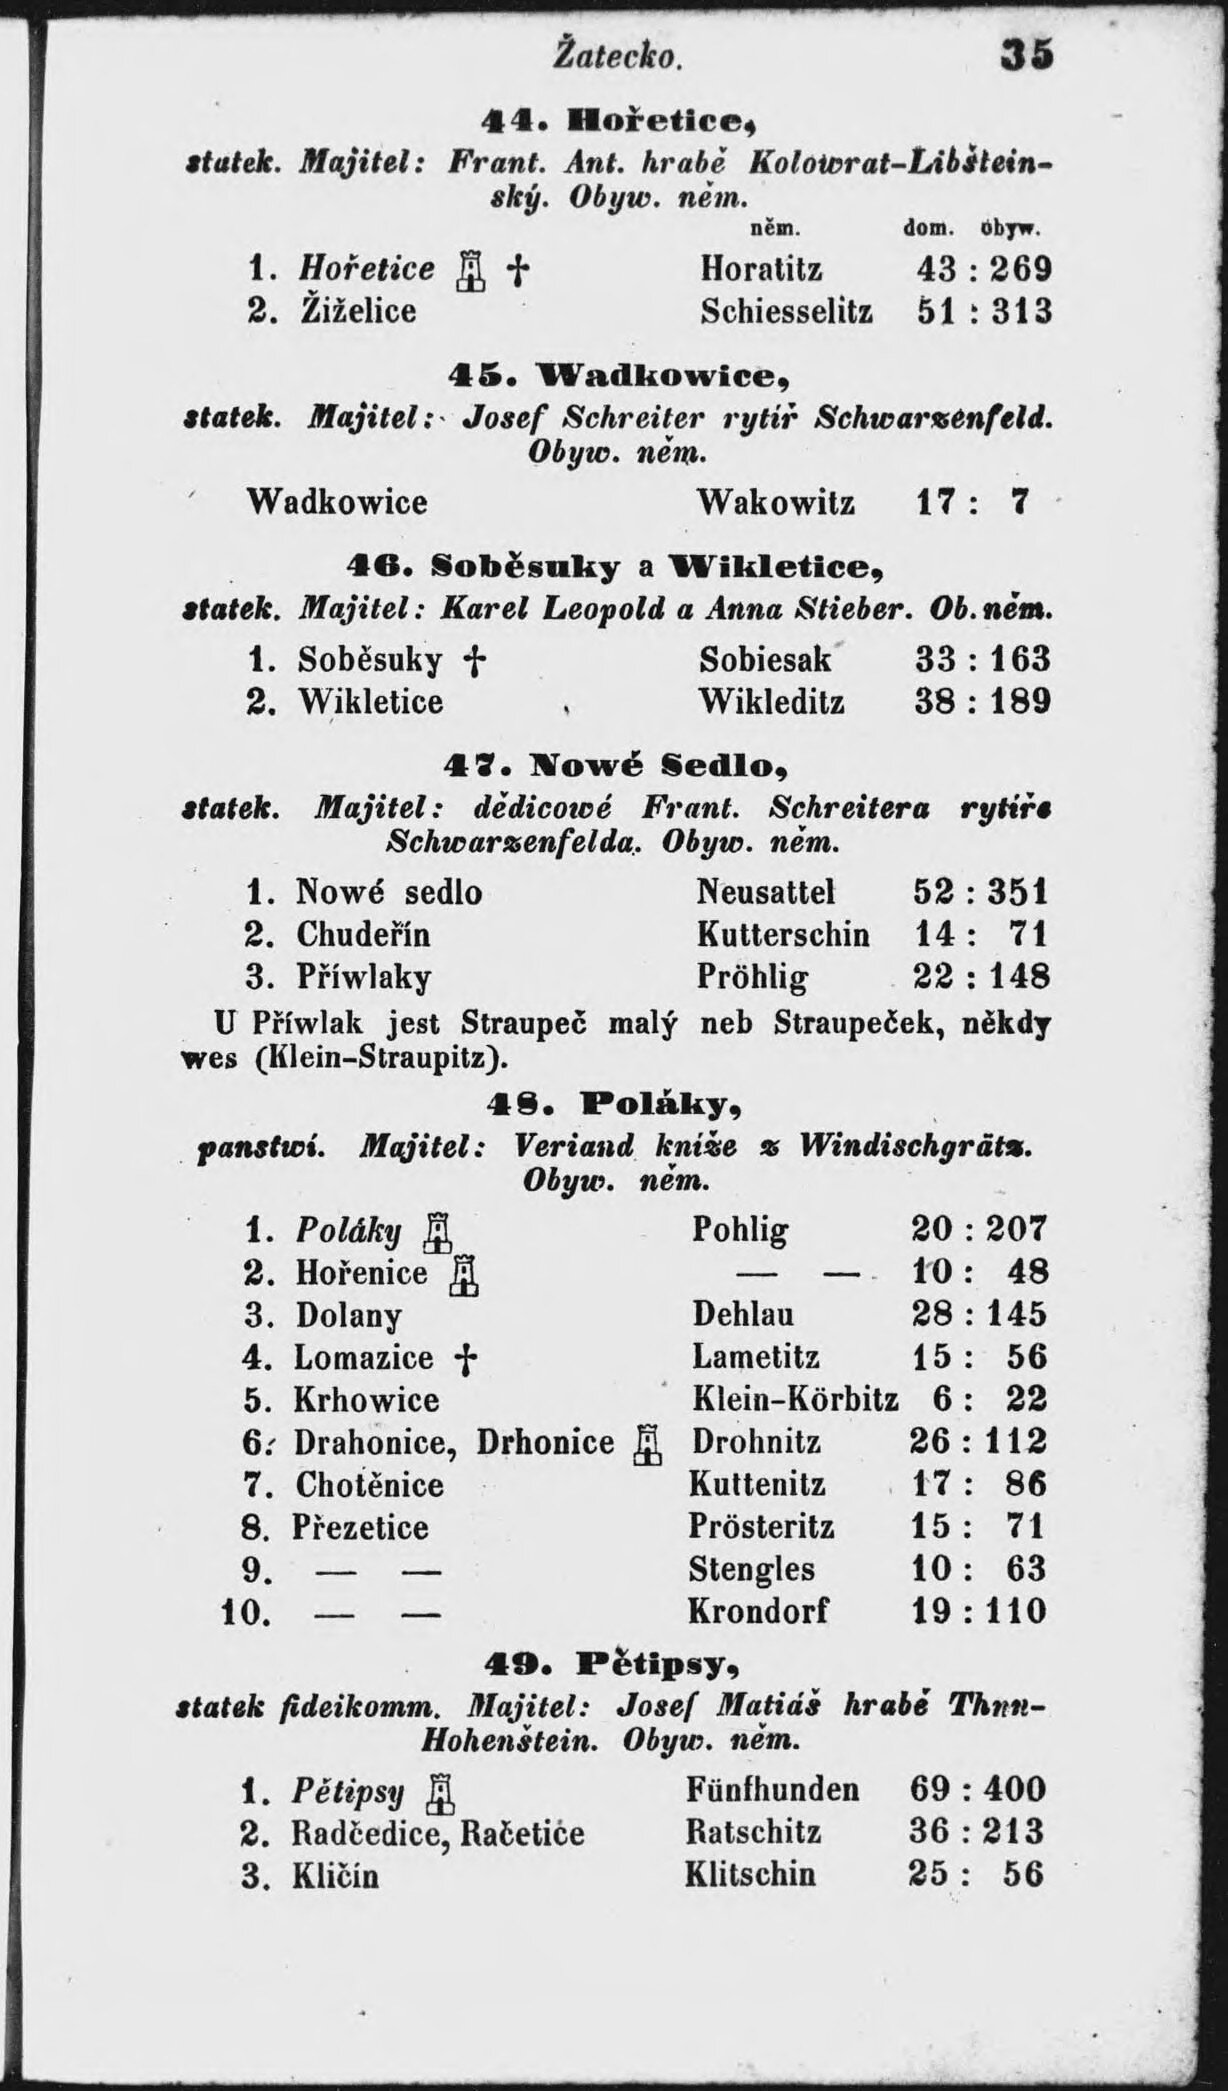 Žatecko. 35
44. Hořetice,
statek. Majitel: Frant. Ant. hrabě Kolowrat-Libštein-
ský. Obyw. něm.
něm. dom. obyw.
1. Hořetice † Horatitz 43 : 269
2. Žiželice Schiesselitz 51 : 313
45. Wadkowice,
statek. Majitel: Josef Schreiter rytíř Schwarzenfeld.
Obyw. něm.
Wadkowice Wakowitz 17 : 7
46. Soběsuky a Wikletice,
statek. Majitel: Karel Leopold a Anna Stieber. Ob. něm.
1. Soběsuky † Sobiesak 33 : 163
2. Wikletice Wikleditz 38 : 189
47. Nowé Sedlo,
statek. Majitel: dědicowé Frant. Schreitera rytíře
Schwarzenfelda. Obyw. něm.
1. Nowé sedlo Neusattel 52 : 351
2. Chudeřín Kutterschin 14 : 71
3. Příwlaky Pröhlig 22 : 148
U Příwlak jest Straupeč malý neb Straupeček, někdy
wes (Klein-Straupitz).
48. Poláky,
panstwí. Majitel: Veriand kníže z Windischgrätz.
Obyw. něm.
1. Poláky Pohlig 20 : 207
2. Hořenice — — 10 : 48
3. Dolany Dehlau 28 : 145
4. Lomazice † Lametitz 15 : 56
5. Krhowice Klein-Körbitz 6 : 22
6. Drahonice, Drhonice Drohnitz 26 : 112
7. Chotěnice Kuttenitz 17 : 86
8. Přezetice Prösteritz 15 : 71
9. — — Stengles 10 : 63
10. — — Krondorf 19 : 110
49. Pětipsy,
statek fideikomm. Majitel: Josef Matiáš hrabě Thun-
Hohenštein. Obyw. něm.
1. Pětipsy Fünfhunden 69 : 400
2. Radčedice, Račetice Ratschitz 36 : 213
3. Kličín Klitschin 25 : 56